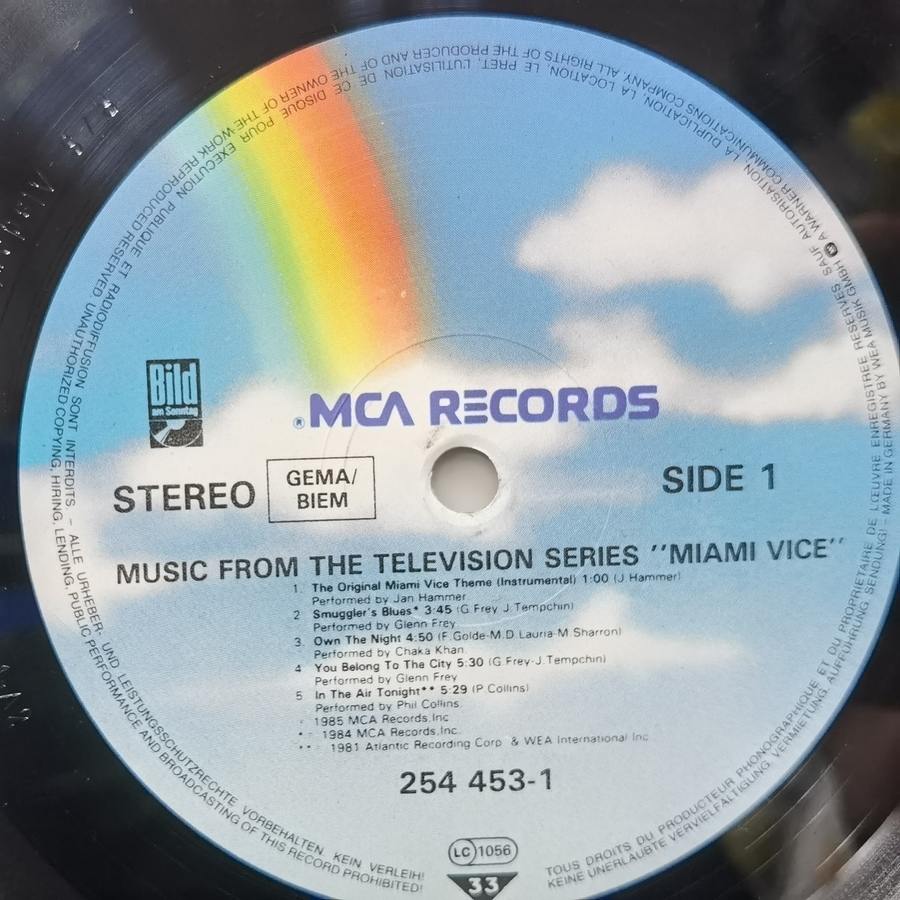 Bild
am Sonntag
® MCA RECORDS
STEREO
GEMA/
BIEM
SIDE 1
MUSIC FROM THE TELEVISION SERIES ''MIAMI VICE''
1. The Original Miami Vice Theme (Instrumental) 1:00 (J. Hammer)
Performed by Jan Hammer
2 Smuggler's Blues* 3:45 (G. Frey J. Tempchin)
Performed by Glenn Frey
3. Own The Night 4:50 (F. Golde-M.D. Lauria-M. Sharron)
Performed by Chaka Khan
4 You Belong To The City 5:30 (G. Frey-J. Tempchin)
Performed by Glenn Frey
5 In The Air Tonight** 5:29 (P. Collins)
Performed by Phil Collins
1985 MCA Records, Inc
* 1984 MCA Records, Inc.
** 1981 Atlantic Recording Corp. & WEA International Inc.
254 453-1
LC 1056
33
TOUS DROITS DU PRODUCTEUR PHONOGRAPHIQUE ET DU PROPRIETAIRE DE L'ŒUVRE ENREGISTREE RESERVES SAUF AUTORISATION, LA DUPLICATION, LA LOCATION, LE PRET, L'UTILISATION DE CE DISQUE POUR EXECUTION PUBLIQUE ET RADIODIFFUSION SONT INTERDITS – ALLE URHEBER- UND LEISTUNGSSCHUTZRECHTE VORBEHALTEN. KEIN VERLEIH!
KEINE UNERLAUBTE VERVIELFÄLTIGUNG, VERMIETUNG, AUFFÜHRUNG, SENDUNG! – MADE IN GERMANY BY WEA MUSIK GMBH A WARNER COMMUNICATIONS COMPANY. ALL RIGHTS OF THE PRODUCER AND OF THE OWNER OF THE WORK REPRODUCED RESERVED UNAUTHORIZED COPYING, HIRING, LENDING, PUBLIC PERFORMANCE AND BROADCASTING OF THIS RECORD PROHIBITED!